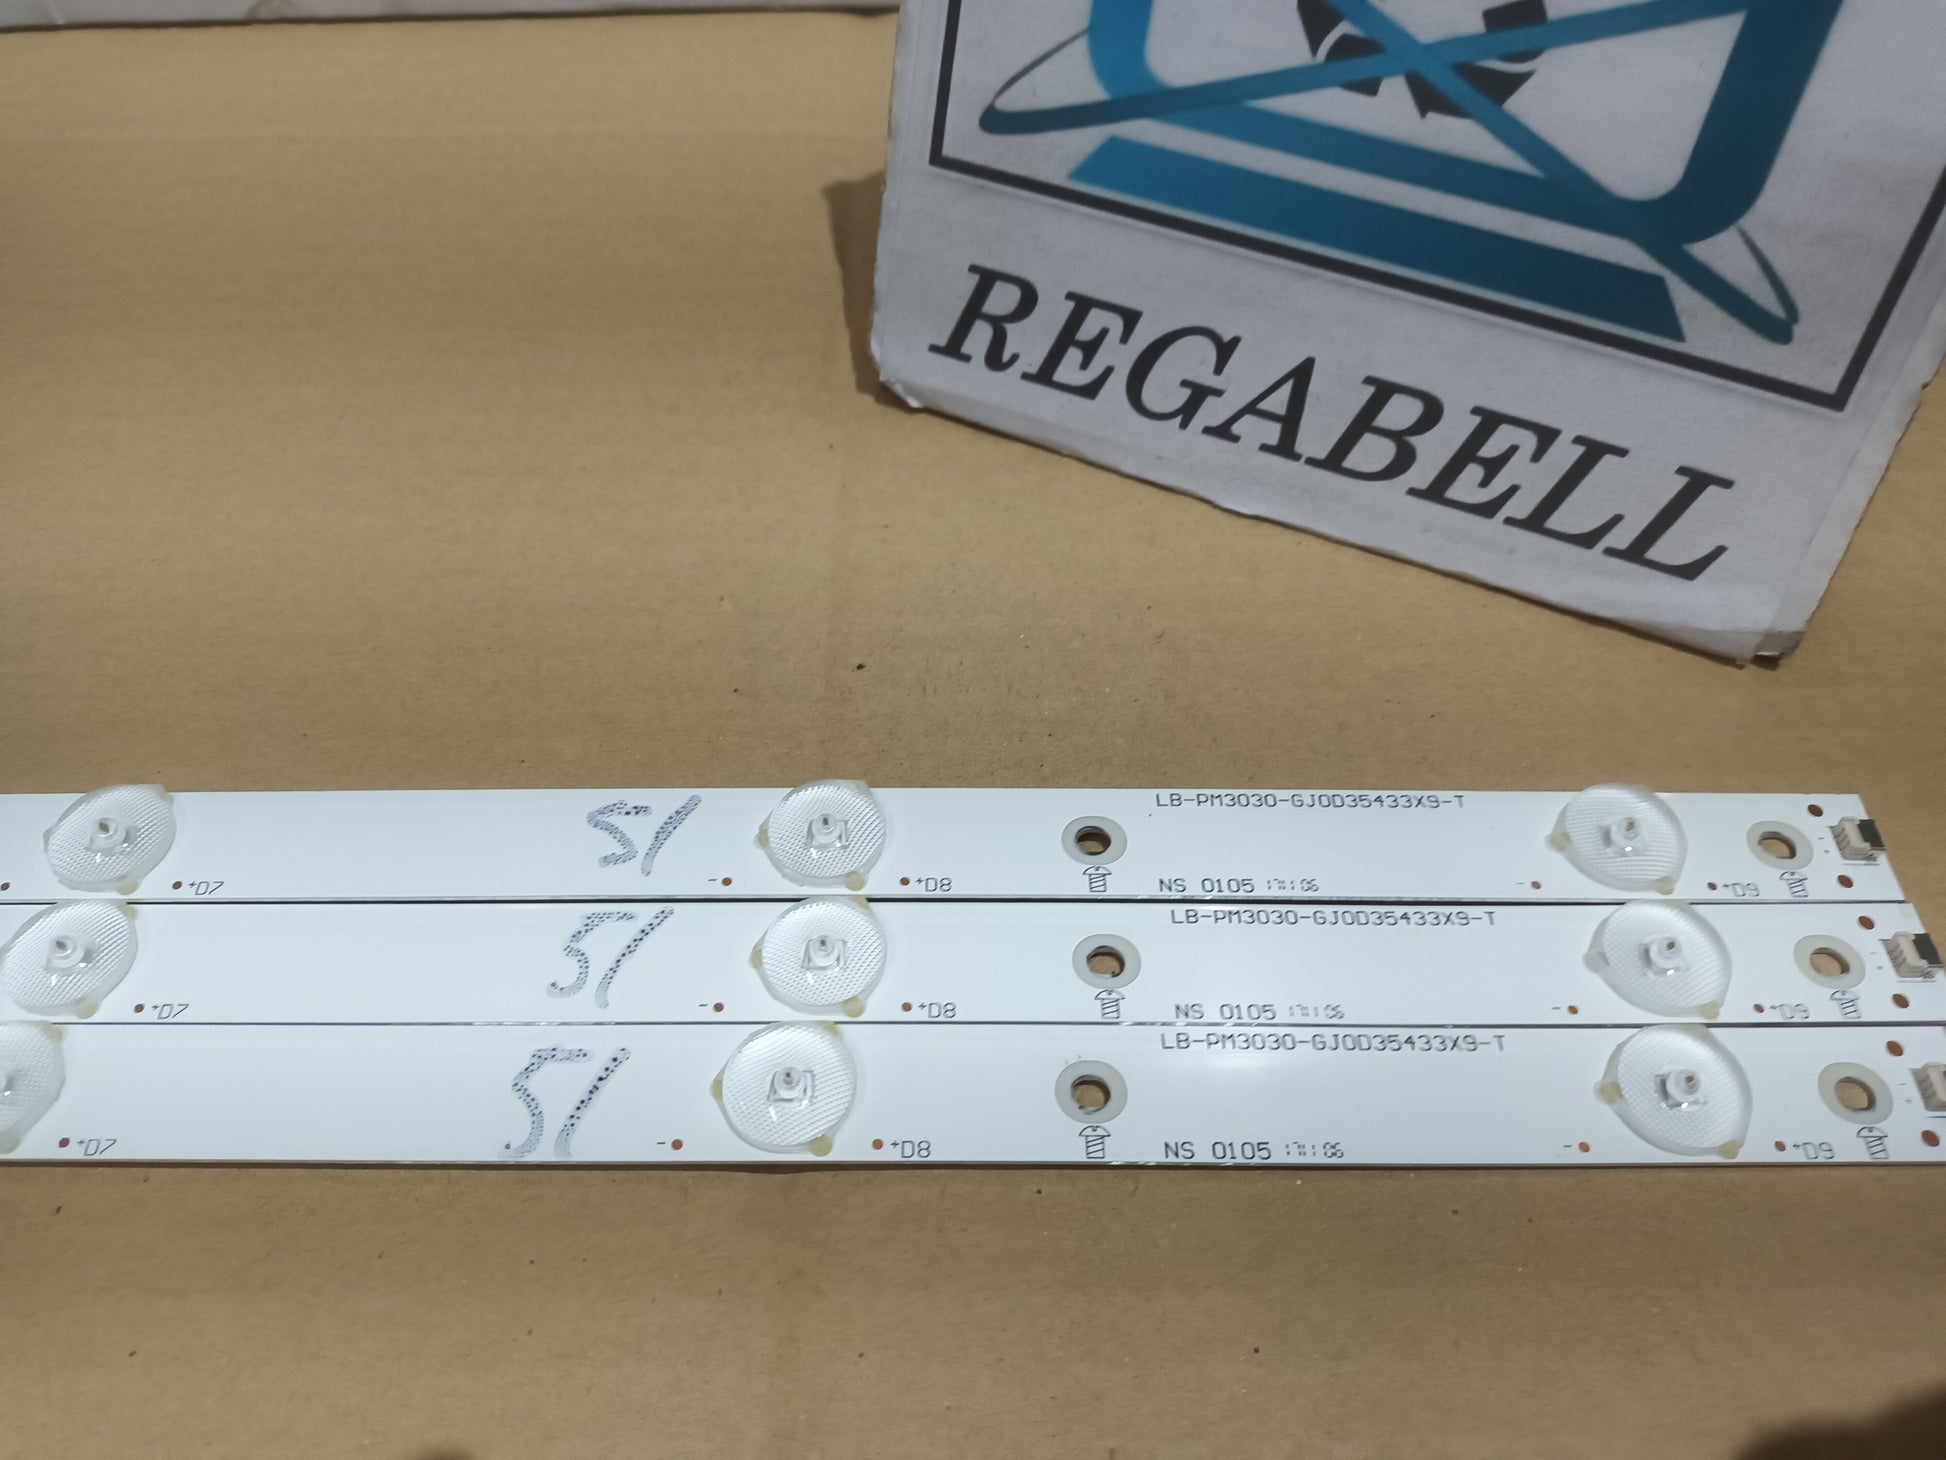 REGABELL
LB-PM3030-GJ0D35433X9-T
51
+D7
-
+D8
NS 0105
-
+D9
LB-PM3030-GJ0D35433X9-T
51
+D7
-
+D8
NS 0105
-
+D9
LB-PM3030-GJ0D35433X9-T
51
+D7
-
+D8
NS 0105
-
+D9